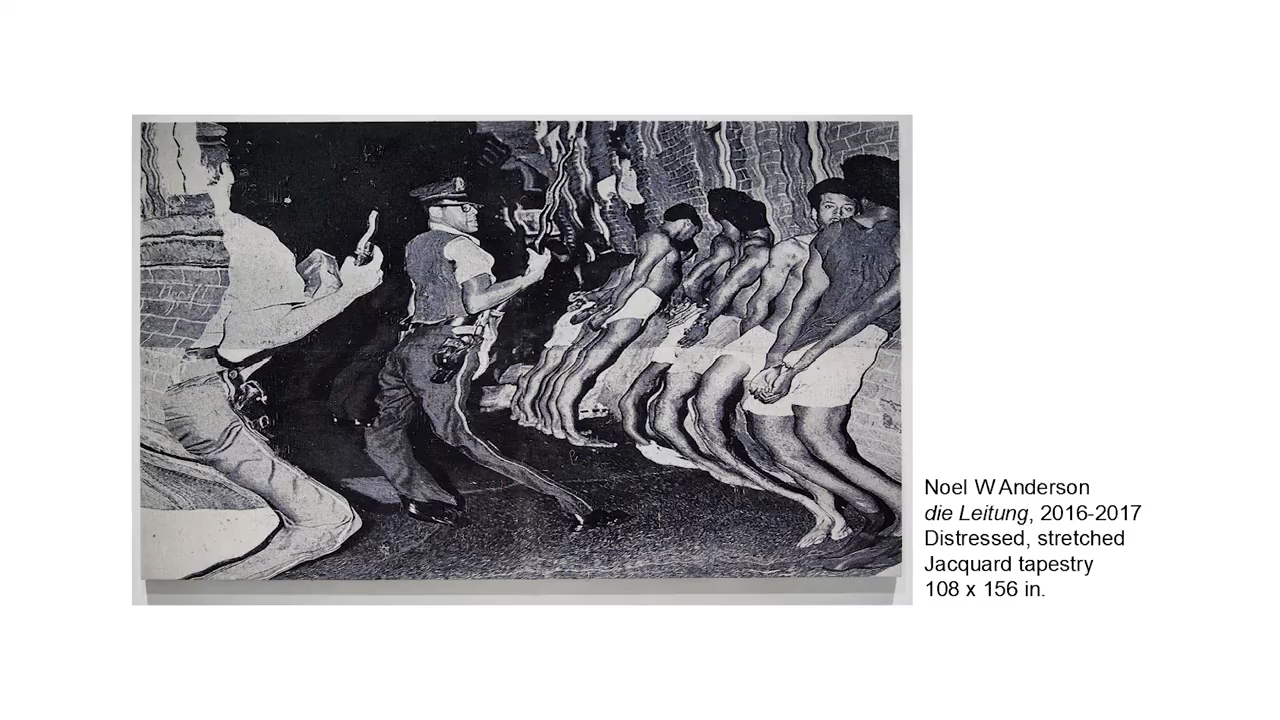 Noel W Anderson
die Leitung, 2016-2017
Distressed, stretched
Jacquard tapestry
108 x 156 in.